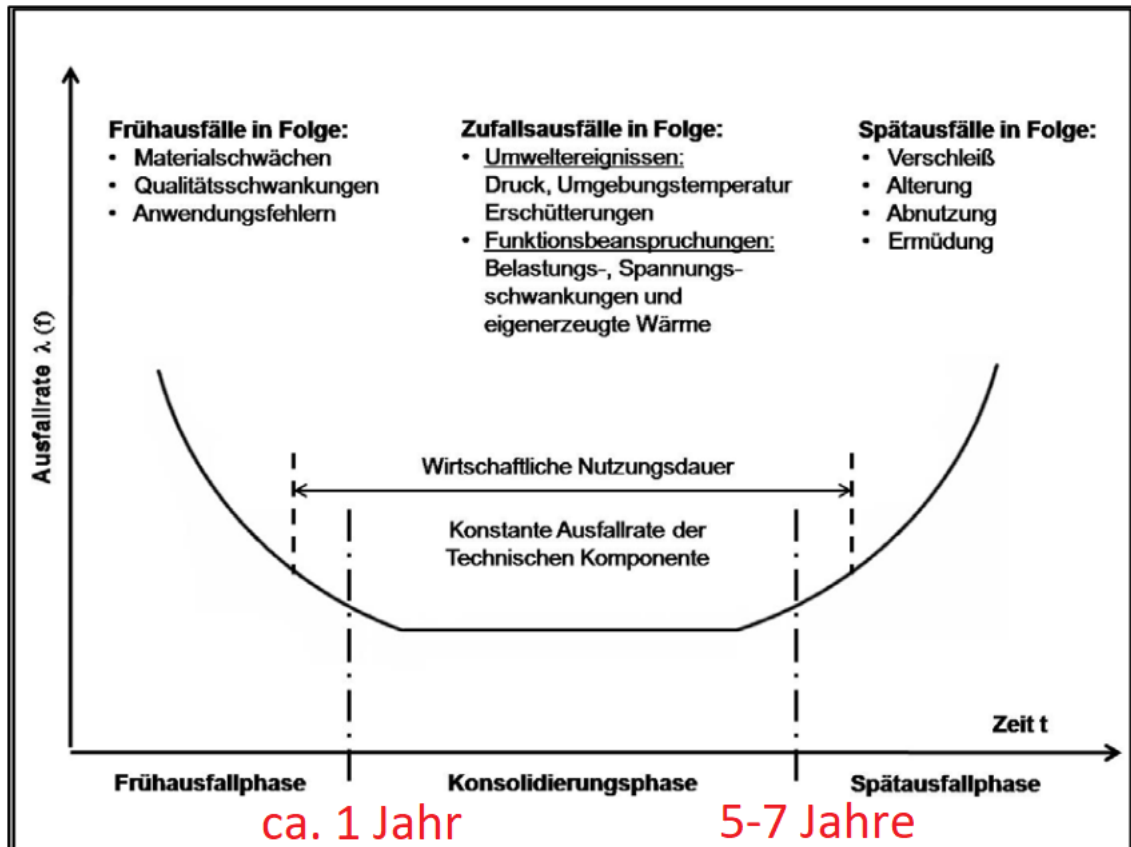 Frühausfälle in Folge:
• Materialschwächen
• Qualitätsschwankungen
• Anwendungsfehlern
Zufallsausfälle in Folge:
• Umweltereignissen:
Druck, Umgebungstemperatur
Erschütterungen
• Funktionsbeanspruchungen:
Belastungs-, Spannungs-
schwankungen und
eigenerzeugte Wärme
Spätausfälle in Folge:
• Verschleiß
• Alterung
• Abnutzung
• Ermüdung
Ausfallrate λ (f)
Wirtschaftliche Nutzungsdauer
Konstante Ausfallrate der
Technischen Komponente
Zeit t
Frühausfallphase
Konsolidierungsphase
Spätausfallphase
ca. 1 Jahr
5-7 Jahre